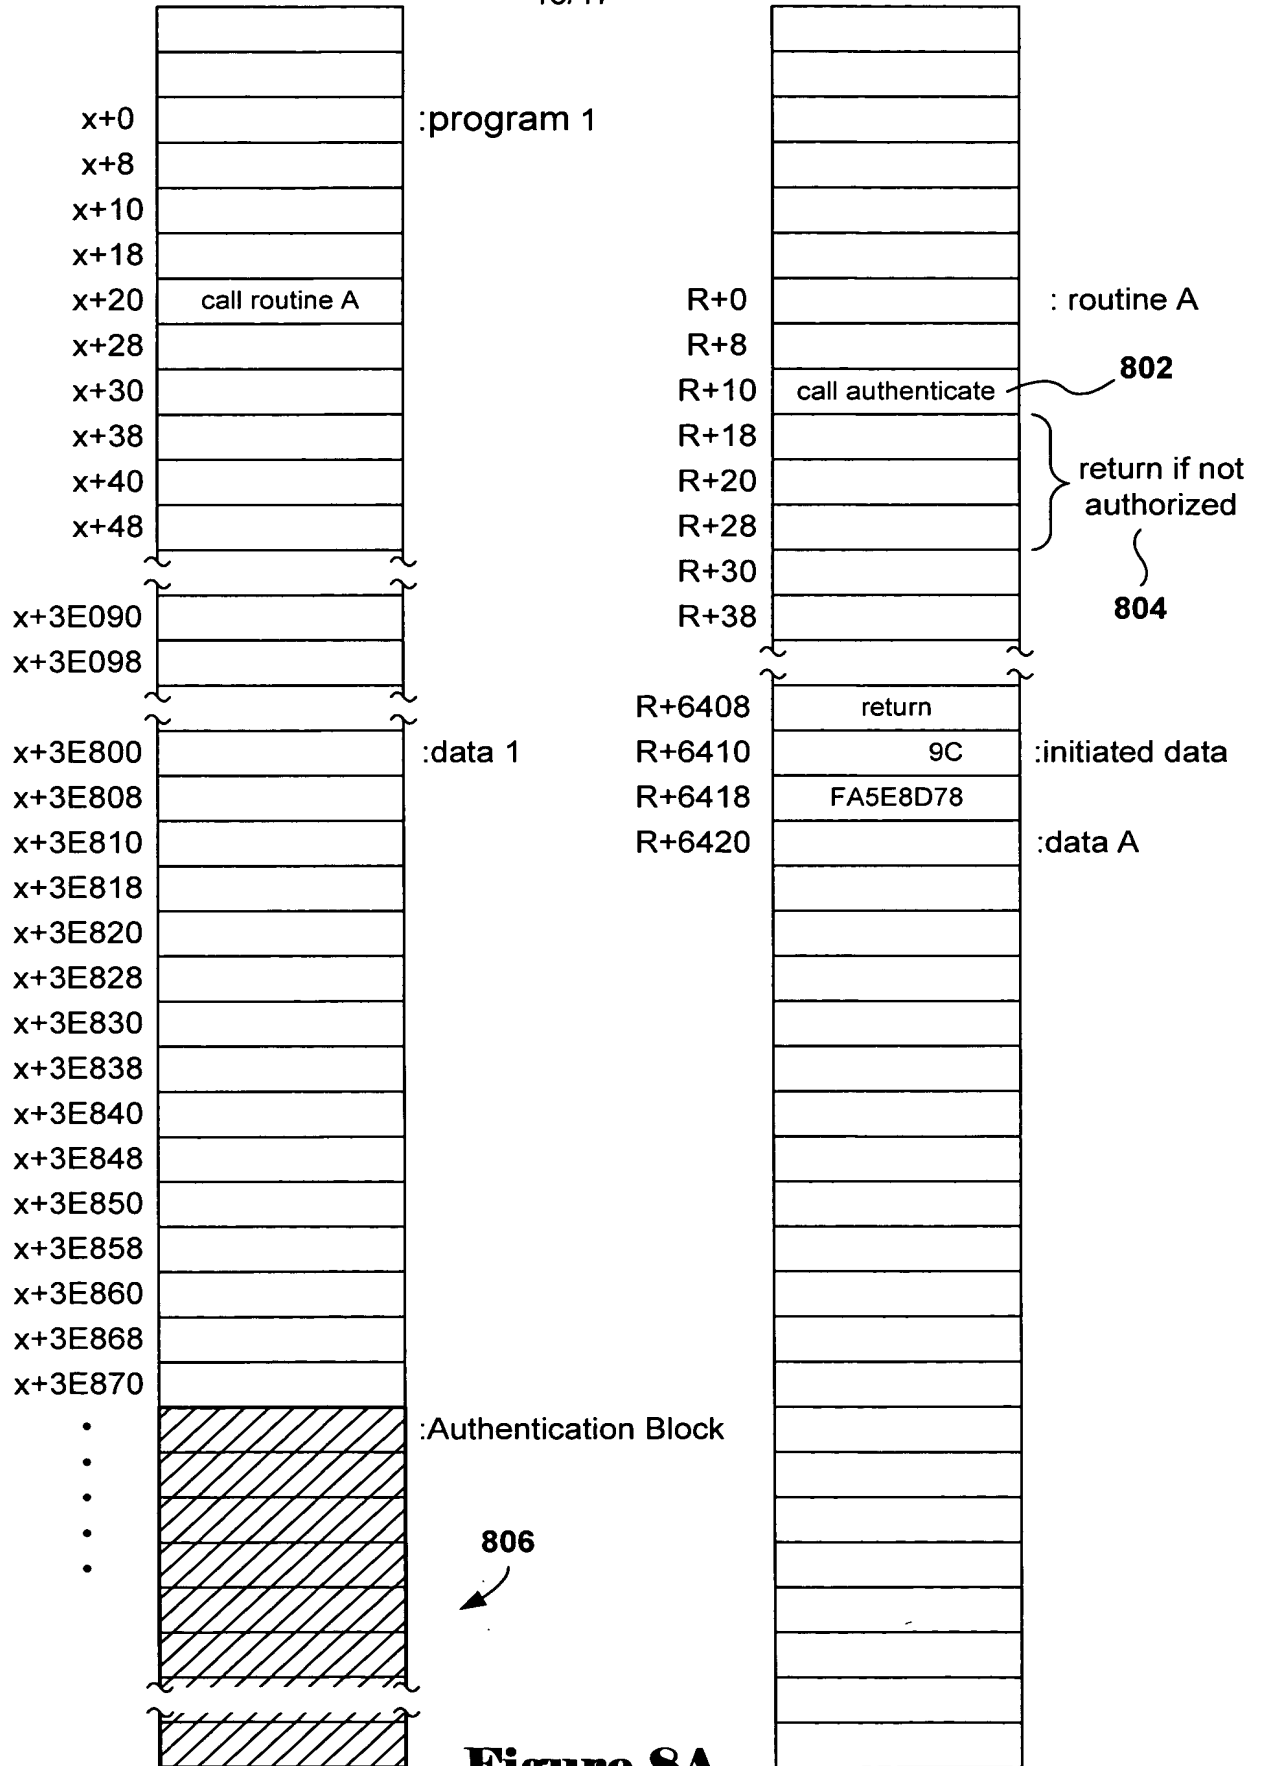 x+0 :program 1
x+8
x+10
x+18
x+20 call routine A R+0 : routine A
x+28 R+8
x+30 R+10 call authenticate 802
x+38 R+18
x+40 R+20 return if not
x+48 R+28 authorized
R+30
x+3E090 R+38 804
x+3E098
R+6408 return
x+3E800 :data 1 R+6410 9C :initiated data
x+3E808 R+6418 FA5E8D78
x+3E810 R+6420 :data A
x+3E818
x+3E820
x+3E828
x+3E830
x+3E838
x+3E840
x+3E848
x+3E850
x+3E858
x+3E860
x+3E868
x+3E870
:Authentication Block
806
Figure 8A